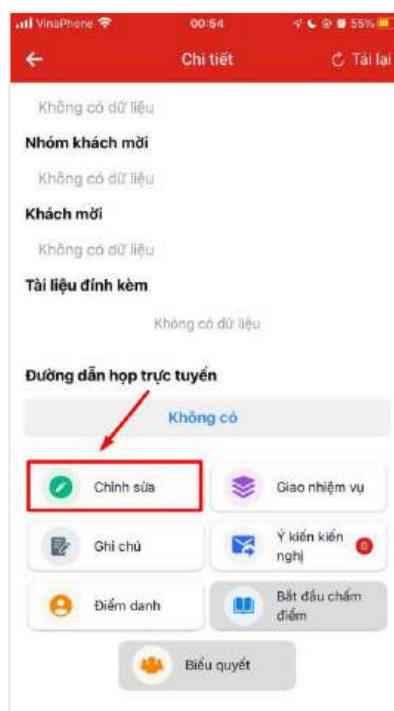 VinaPhone 00:54 55%
Chi tiết Tải lại
Không có dữ liệu
Nhóm khách mời
Không có dữ liệu
Khách mời
Không có dữ liệu
Tài liệu đính kèm
Không có dữ liệu
Đường dẫn họp trực tuyến
Không có
Chỉnh sửa Giao nhiệm vụ
Ghi chú Ý kiến kiến nghị 0
Điểm danh Bắt đầu chấm điểm
Biểu quyết